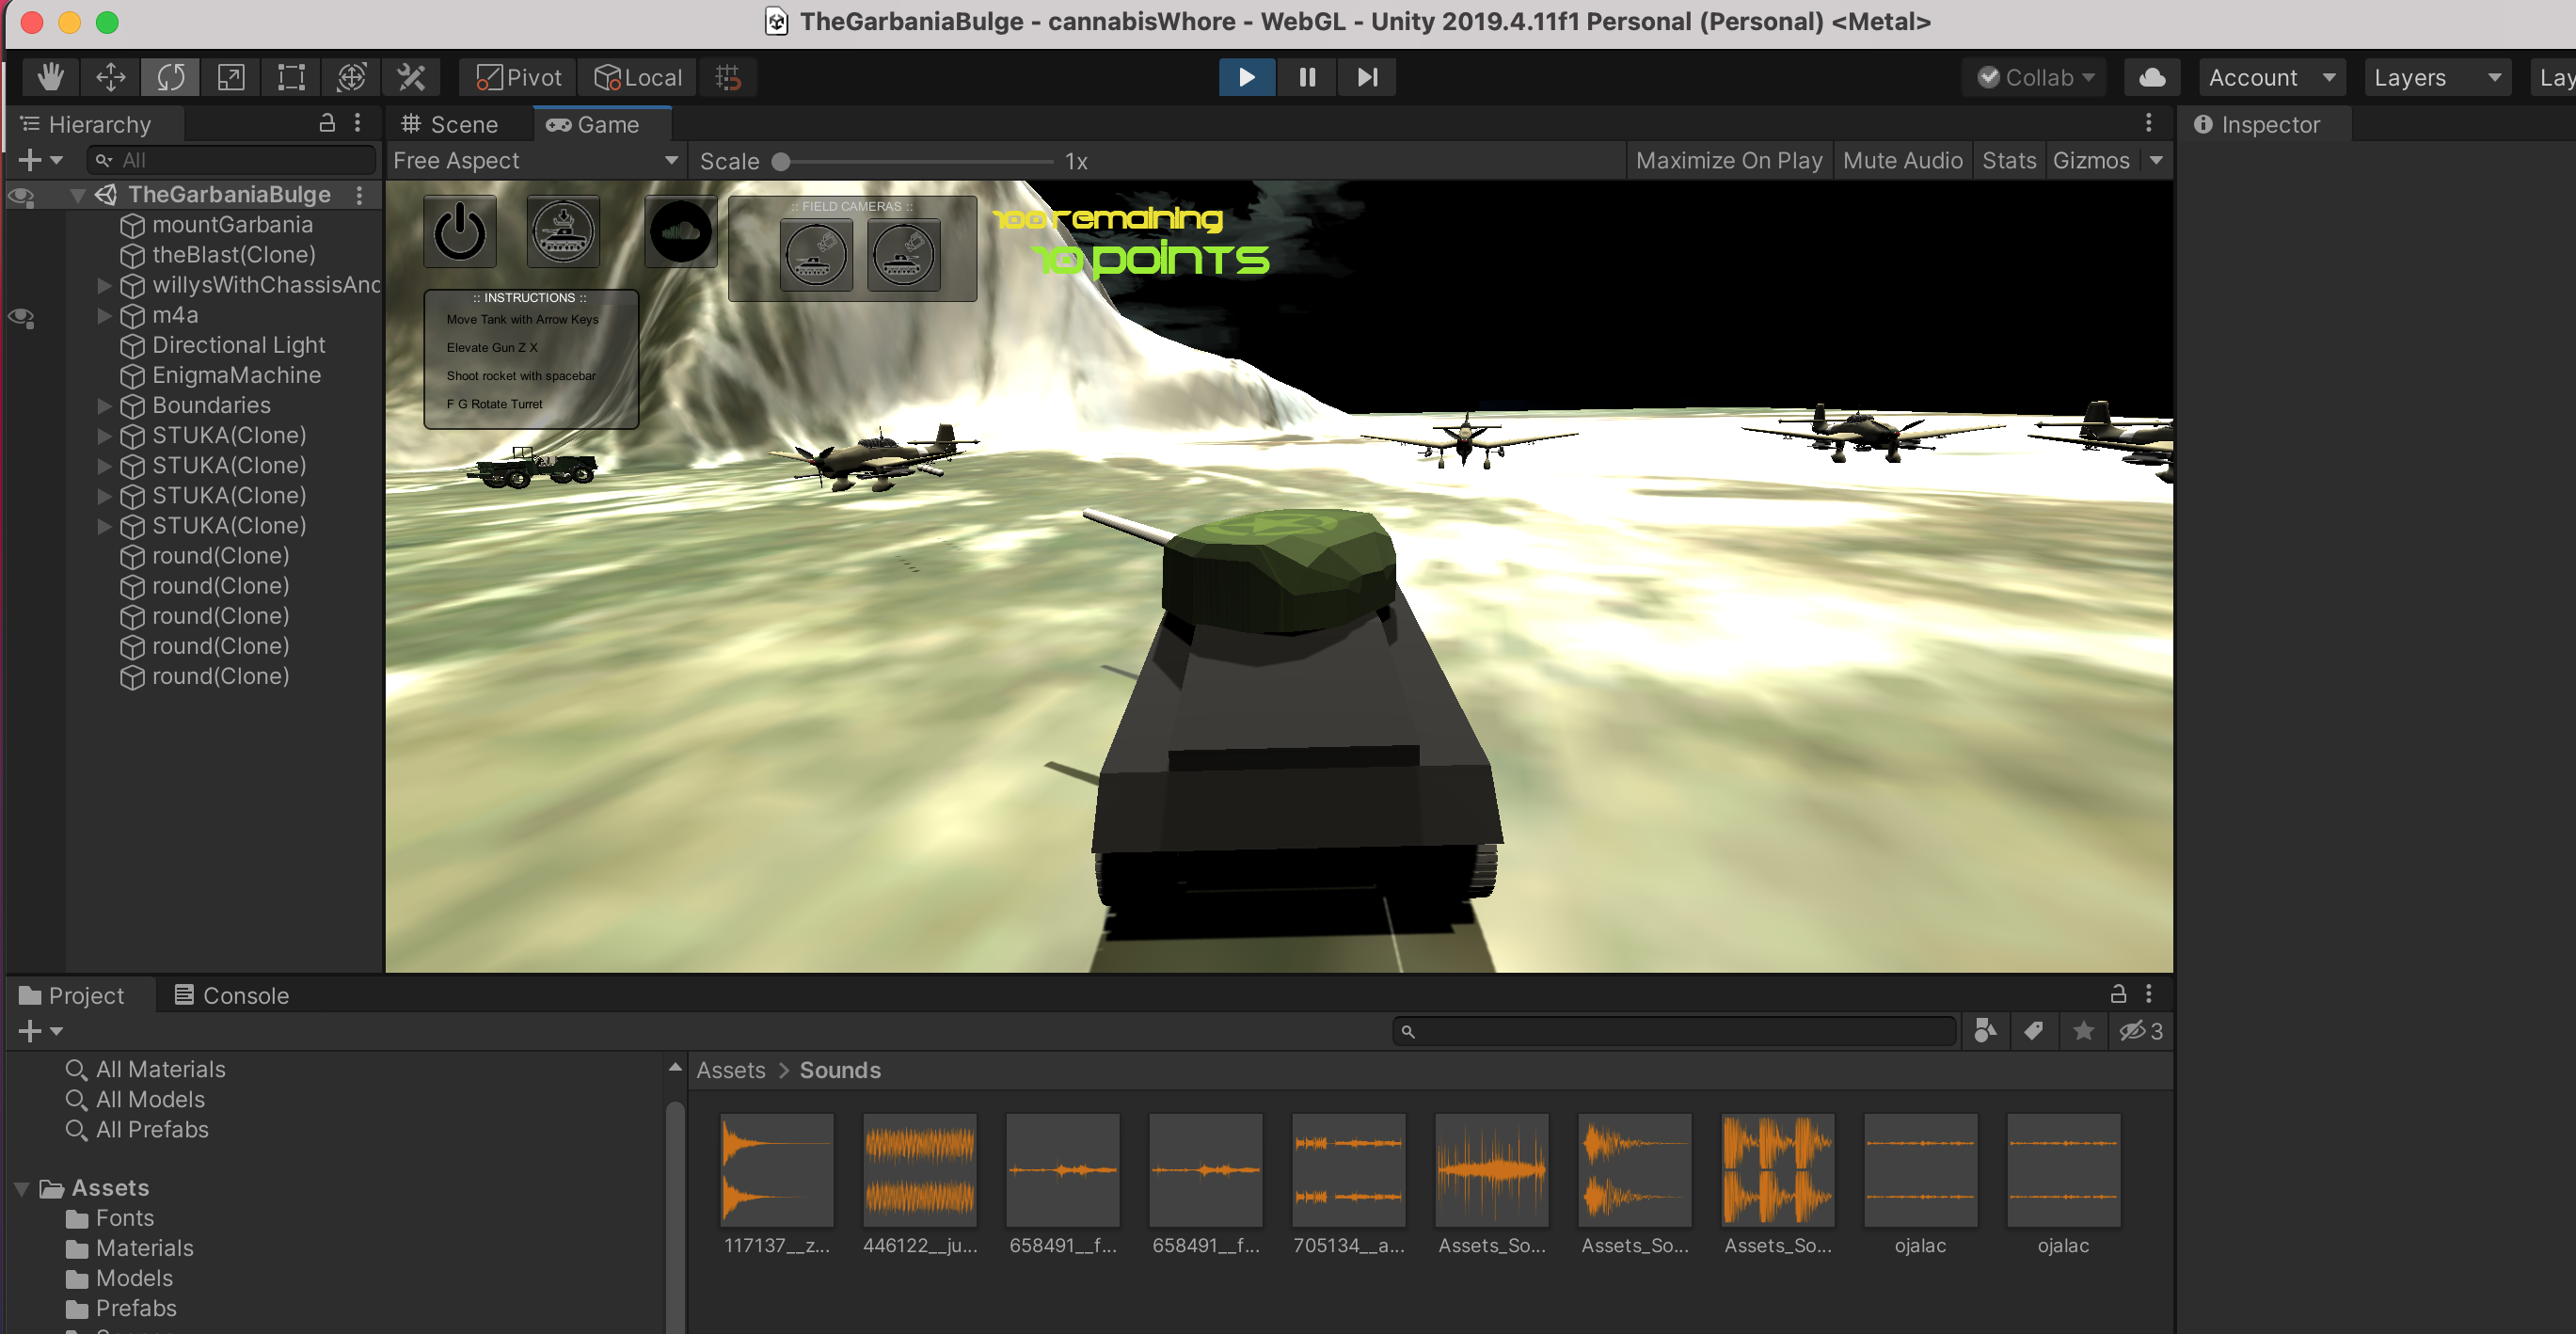 TheGarbaniaBulge - cannabisWhore - WebGL - Unity 2019.4.11f1 Personal (Personal) <Metal>
Pivot Local Collab Account Layers Lay
Hierarchy
All
TheGarbaniaBulge
mountGarbania
theBlast(Clone)
willysWithChassisAnd
m4a
Directional Light
EnigmaMachine
Boundaries
STUKA(Clone)
STUKA(Clone)
STUKA(Clone)
STUKA(Clone)
round(Clone)
round(Clone)
round(Clone)
round(Clone)
round(Clone)
Scene Game
Free Aspect Scale 1x Maximize On Play Mute Audio Stats Gizmos
:: FIELD CAMERAS ::
100 remaining
10 points
:: INSTRUCTIONS ::
Move Tank with Arrow Keys
Elevate Gun Z X
Shoot rocket with spacebar
F G Rotate Turret
Inspector
Project Console
3
All Materials
All Models
All Prefabs
Assets
Fonts
Materials
Models
Prefabs
Assets > Sounds
117137__z... 446122__ju... 658491__f... 658491__f... 705134__a... Assets_So... Assets_So... Assets_So... ojalac ojalac